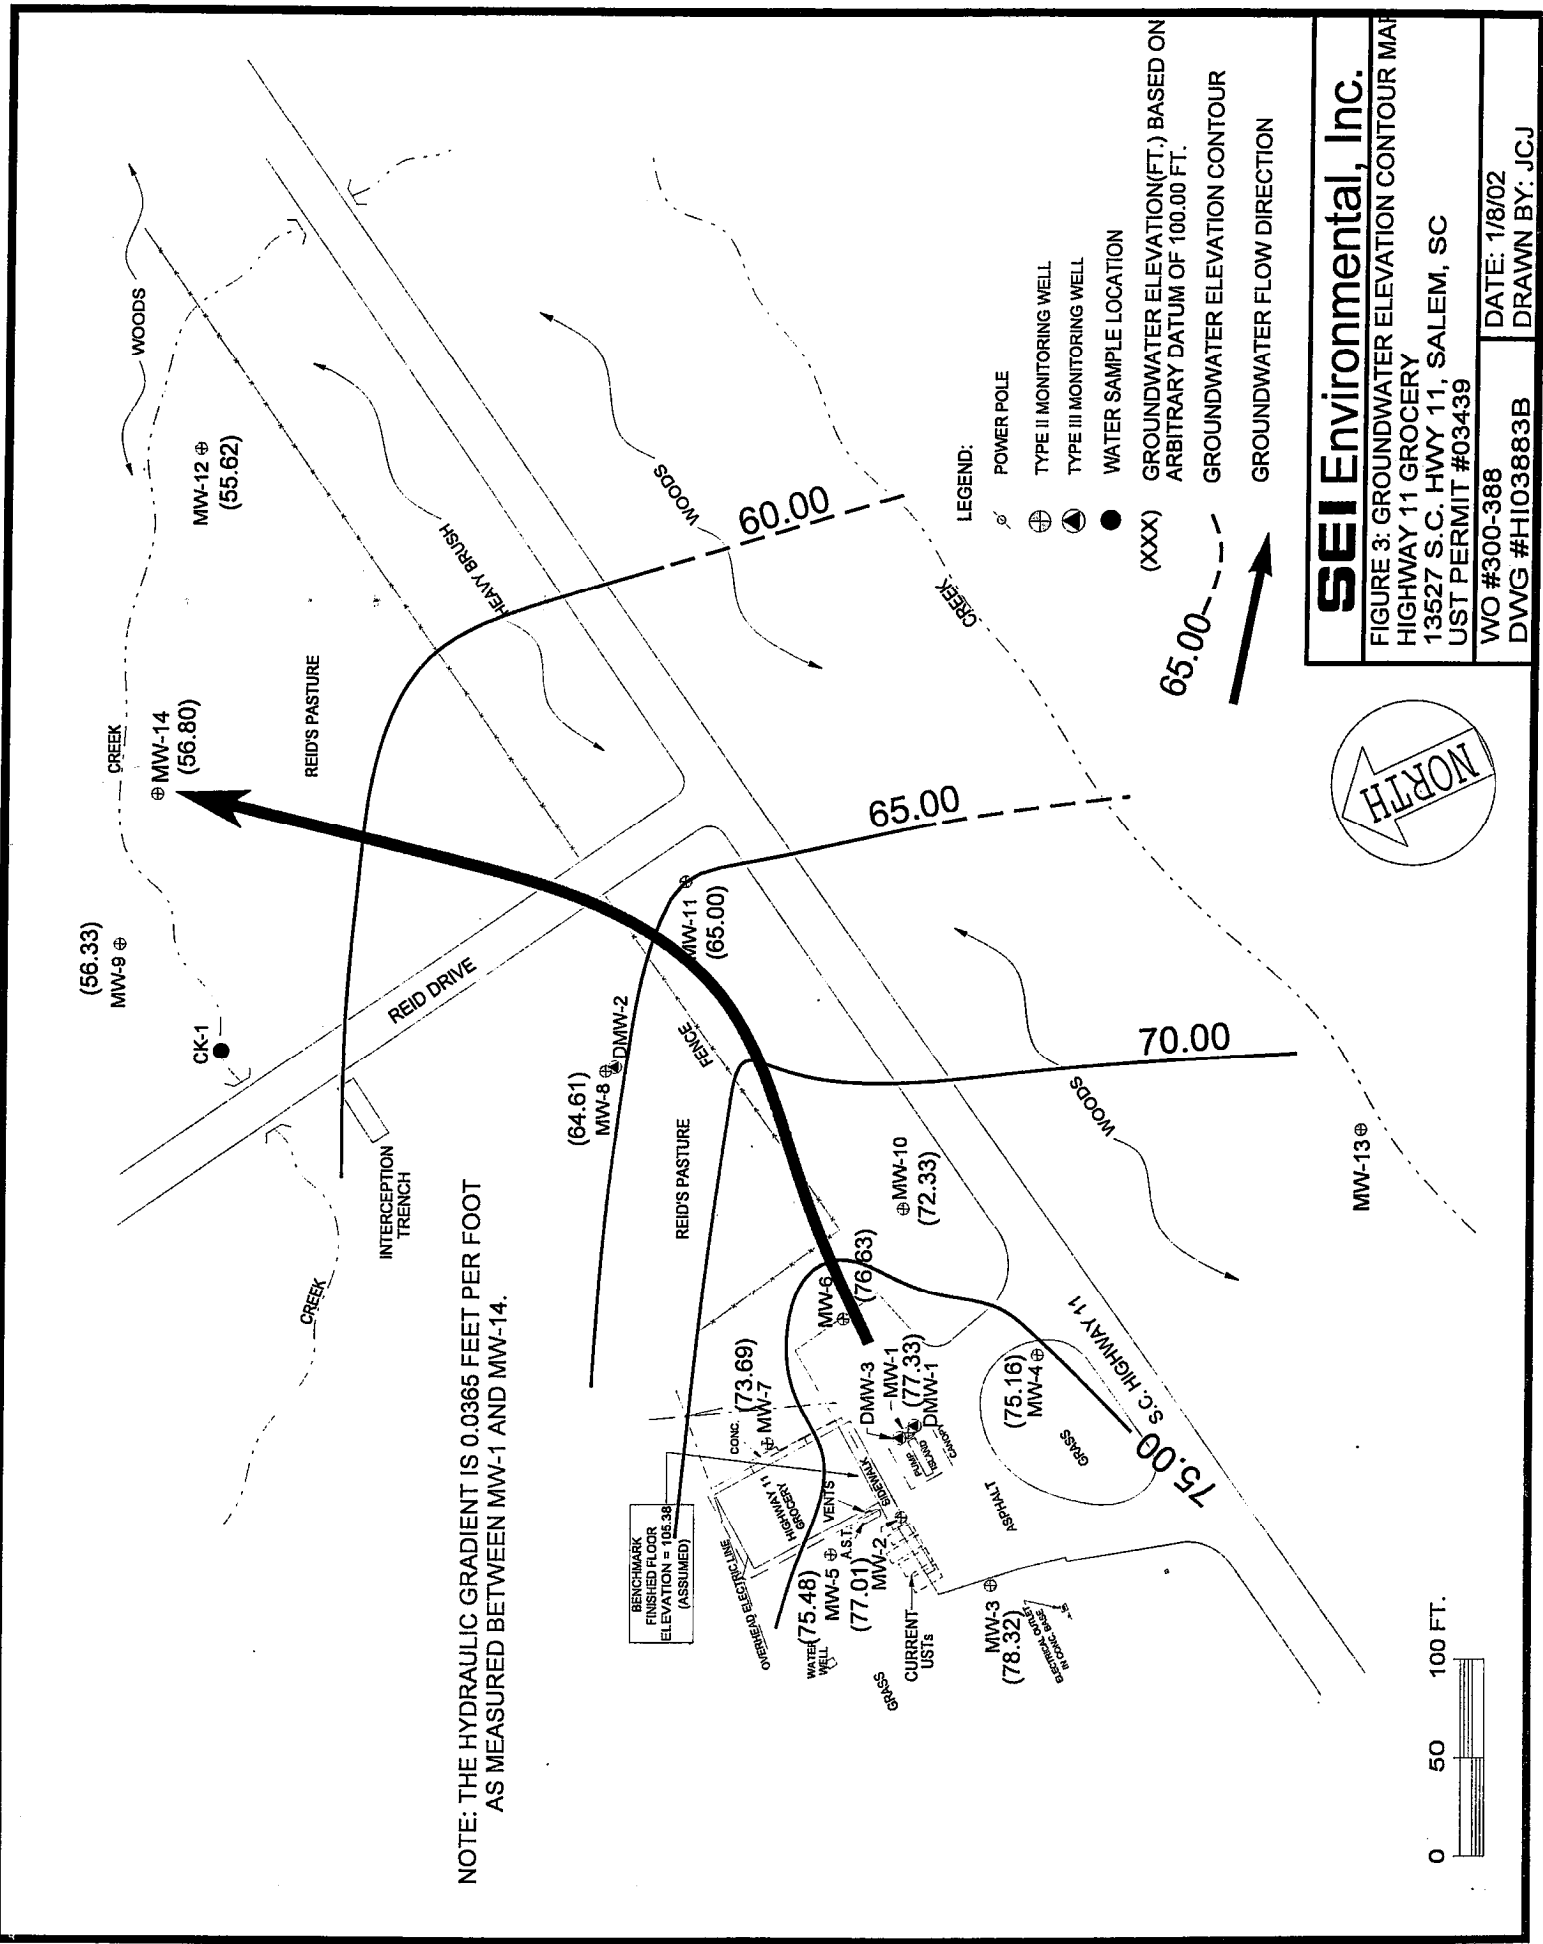 NOTE: THE HYDRAULIC GRADIENT IS 0.0365 FEET PER FOOT
AS MEASURED BETWEEN MW-1 AND MW-14.
(56.33)
MW-9
CK-1
CREEK
MW-14
(56.80)
WOODS
MW-12
(55.62)
REID'S PASTURE
HEAVY BRUSH
INTERCEPTION
TRENCH
CREEK
REID DRIVE
(64.61)
MW-8
DMW-2
MW-11
(65.00)
FENCE
REID'S PASTURE
60.00
WOODS
65.00
CREEK
70.00
WOODS
MW-13
BENCHMARK
FINISHED FLOOR
ELEVATION = 105.38
(ASSUMED)
OVERHEAD ELECTRIC LINE
CONC.
(73.69)
MW-7
HIGHWAY 11
GROCERY
VENTS
SIDEWALK
A.S.T.
MW-6
(76.63)
MW-10
(72.33)
DMW-3
MW-1
(77.33)
DMW-1
PUMP
ISLAND
CANOPY
(75.48)
MW-5
WATER
WELL
(77.01)
MW-2
GRASS
CURRENT
USTs
MW-3
(78.32)
ELECTRICAL OUTLET
IN CONC. BASE
ASPHALT
(75.16)
MW-4
GRASS
75.00
S.C. HIGHWAY 11
0 50 100 FT.
NORTH
LEGEND:
POWER POLE
TYPE II MONITORING WELL
TYPE III MONITORING WELL
WATER SAMPLE LOCATION
(XXX) GROUNDWATER ELEVATION(FT.) BASED ON
ARBITRARY DATUM OF 100.00 FT.
65.00 GROUNDWATER ELEVATION CONTOUR
GROUNDWATER FLOW DIRECTION
SEI Environmental, Inc.
FIGURE 3: GROUNDWATER ELEVATION CONTOUR MAP
HIGHWAY 11 GROCERY
13527 S.C. HWY 11, SALEM, SC
UST PERMIT #03439
WO #300-388
DWG #HI03883B
DATE: 1/8/02
DRAWN BY: JCJ